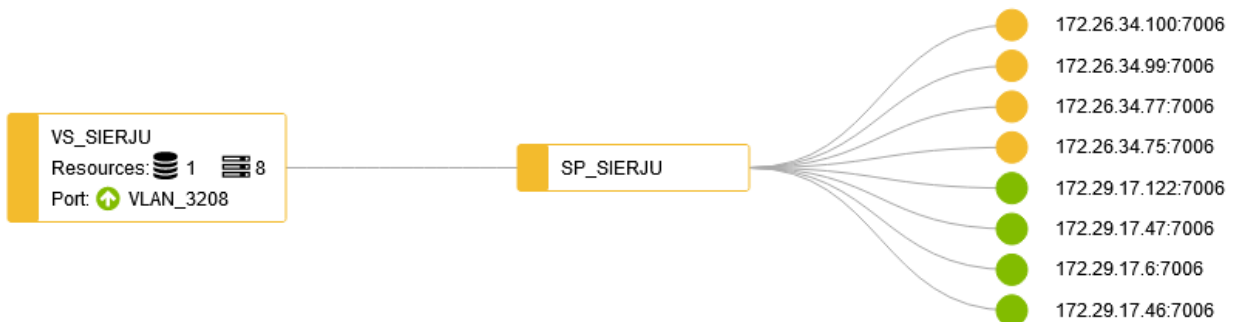 VS_SIERJU
Resources: 1 8
Port: VLAN_3208
SP_SIERJU
172.26.34.100:7006
172.26.34.99:7006
172.26.34.77:7006
172.26.34.75:7006
172.29.17.122:7006
172.29.17.47:7006
172.29.17.6:7006
172.29.17.46:7006